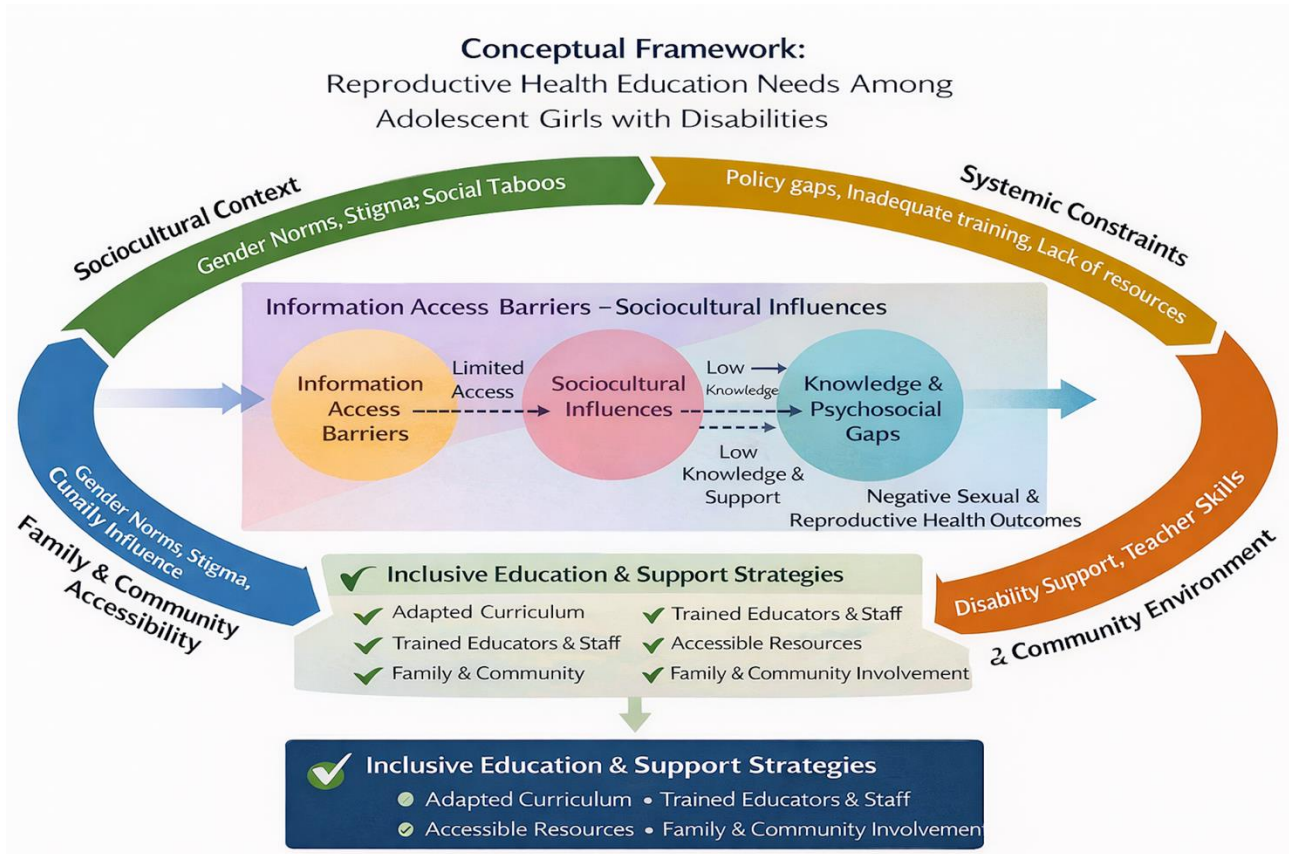 Conceptual Framework:
Reproductive Health Education Needs Among
Adolescent Girls with Disabilities
Sociocultural Context
Gender Norms, Stigma; Social Taboos
Systemic Constraints
Policy gaps, Inadequate training, Lack of resources
Information Access Barriers – Sociocultural Influences
Information
Access
Barriers
Limited
Access
Sociocultural
Influences
Low
Knowledge
Low
Knowledge &
Support
Knowledge &
Psychosocial
Gaps
Negative Sexual &
Reproductive Health Outcomes
Gender Norms, Stigma,
Cunaily Influence
Family & Community
Accessibility
Disability Support, Teacher Skills
& Community Environment
Inclusive Education & Support Strategies
Adapted Curriculum
Trained Educators & Staff
Trained Educators & Staff
Accessible Resources
Family & Community
Family & Community Involvement
Inclusive Education & Support Strategies
Adapted Curriculum • Trained Educators & Staff
Accessible Resources • Family & Community Involvemen